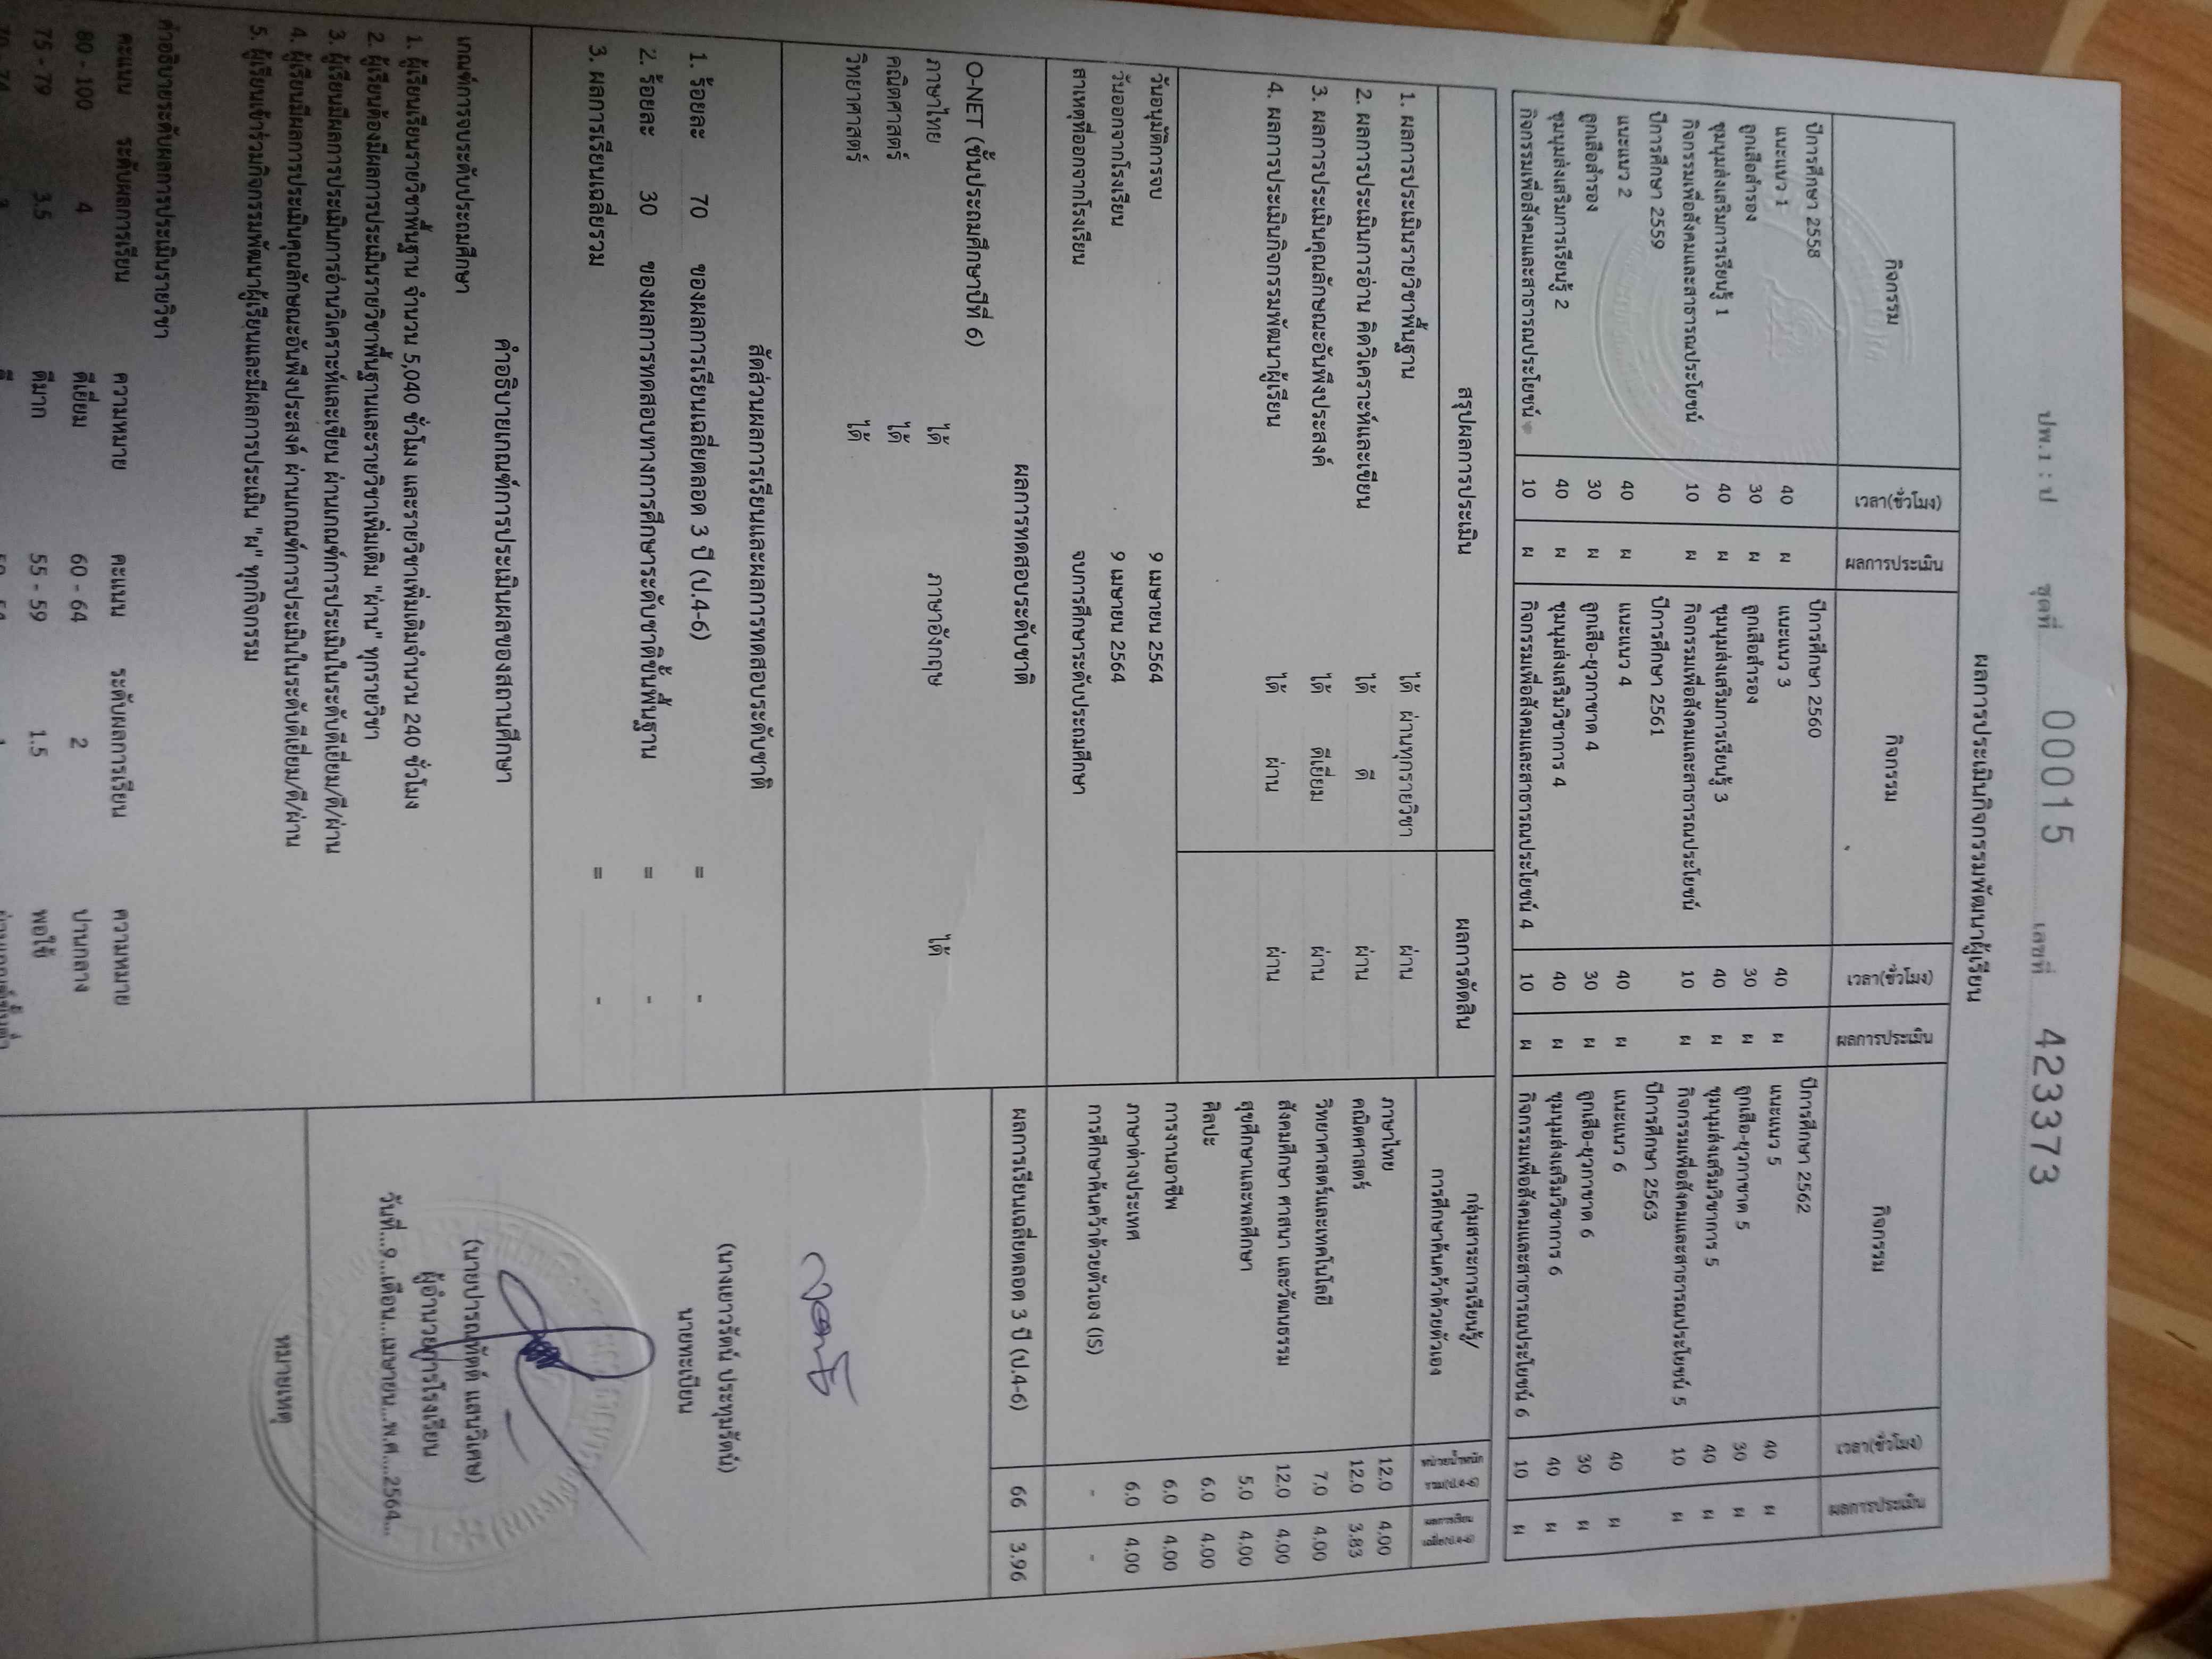 ปพ.1 : ป ชุดที่ 00015 เลขที่ 423373
ผลการประเมินกิจกรรมพัฒนาผู้เรียน
กิจกรรม เวลา(ชั่วโมง) ผลการประเมิน กิจกรรม เวลา(ชั่วโมง) ผลการประเมิน กิจกรรม เวลา(ชั่วโมง) ผลการประเมิน
ปีการศึกษา 2558 ปีการศึกษา 2560 ปีการศึกษา 2562
แนะแนว 1 40 ผ แนะแนว 3 40 ผ แนะแนว 5 40 ผ
ลูกเสือสำรอง 30 ผ ลูกเสือสำรอง 30 ผ ลูกเสือ-ยุวกาชาด 5 30 ผ
ชุมนุมส่งเสริมการเรียนรู้ 1 40 ผ ชุมนุมส่งเสริมการเรียนรู้ 3 40 ผ ชุมนุมส่งเสริมวิชาการ 5 40 ผ
กิจกรรมเพื่อสังคมและสาธารณประโยชน์ 10 ผ กิจกรรมเพื่อสังคมและสาธารณประโยชน์ 10 ผ กิจกรรมเพื่อสังคมและสาธารณประโยชน์ 5 10 ผ
ปีการศึกษา 2559 ปีการศึกษา 2561 ปีการศึกษา 2563
แนะแนว 2 40 ผ แนะแนว 4 40 ผ แนะแนว 6 40 ผ
ลูกเสือสำรอง 30 ผ ลูกเสือ-ยุวกาชาด 4 30 ผ ลูกเสือ-ยุวกาชาด 6 30 ผ
ชุมนุมส่งเสริมการเรียนรู้ 2 40 ผ ชุมนุมส่งเสริมวิชาการ 4 40 ผ ชุมนุมส่งเสริมวิชาการ 6 40 ผ
กิจกรรมเพื่อสังคมและสาธารณประโยชน์ 10 ผ กิจกรรมเพื่อสังคมและสาธารณประโยชน์ 4 10 ผ กิจกรรมเพื่อสังคมและสาธารณประโยชน์ 6 10 ผ
สรุปผลการประเมิน ผลการตัดสิน
1. ผลการประเมินรายวิชาพื้นฐาน ได้ ผ่านทุกรายวิชา ผ่าน
2. ผลการประเมินการอ่าน คิดวิเคราะห์และเขียน ได้ ดี ผ่าน
3. ผลการประเมินคุณลักษณะอันพึงประสงค์ ได้ ดีเยี่ยม ผ่าน
4. ผลการประเมินกิจกรรมพัฒนาผู้เรียน ได้ ผ่าน ผ่าน
วันอนุมัติการจบ 9 เมษายน 2564
วันออกจากโรงเรียน 9 เมษายน 2564
สาเหตุที่ออกจากโรงเรียน จบการศึกษาระดับประถมศึกษา
ผลการทดสอบระดับชาติ
O-NET (ชั้นประถมศึกษาปีที่ 6)
ภาษาไทย ได้ ภาษาอังกฤษ ได้
คณิตศาสตร์ ได้
วิทยาศาสตร์ ได้
สัดส่วนผลการเรียนและผลการทดสอบระดับชาติ
1. ร้อยละ 70 ของผลการเรียนเฉลี่ยตลอด 3 ปี (ป.4-6) = -
2. ร้อยละ 30 ของผลการทดสอบทางการศึกษาระดับชาติขั้นพื้นฐาน = -
3. ผลการเรียนเฉลี่ยรวม = -
คำอธิบายเกณฑ์การประเมินผลของสถานศึกษา
เกณฑ์การจบระดับประถมศึกษา
1. ผู้เรียนเรียนรายวิชาพื้นฐาน จำนวน 5,040 ชั่วโมง และรายวิชาเพิ่มเติมจำนวน 240 ชั่วโมง
2. ผู้เรียนต้องมีผลการประเมินรายวิชาพื้นฐานและรายวิชาเพิ่มเติม "ผ่าน" ทุกรายวิชา
3. ผู้เรียนมีผลการประเมินการอ่านวิเคราะห์และเขียน ผ่านเกณฑ์การประเมินในระดับดีเยี่ยม/ดี/ผ่าน
4. ผู้เรียนมีผลการประเมินคุณลักษณะอันพึงประสงค์ ผ่านเกณฑ์การประเมินในระดับดีเยี่ยม/ดี/ผ่าน
5. ผู้เรียนเข้าร่วมกิจกรรมพัฒนาผู้เรียนและมีผลการประเมิน "ผ" ทุกกิจกรรม
คำอธิบายระดับผลการประเมินรายวิชา
คะแนน ระดับผลการเรียน ความหมาย คะแนน ระดับผลการเรียน ความหมาย
80 - 100 4 ดีเยี่ยม 60 - 64 2 ปานกลาง
75 - 79 3.5 ดีมาก 55 - 59 1.5 พอใช้
กลุ่มสาระการเรียนรู้/ หน่วยน้ำหนัก ผลการเรียน
การศึกษาค้นคว้าด้วยตัวเอง รวม(ป.4-6) เฉลี่ย(ป.4-6)
ภาษาไทย 12.0 4.00
คณิตศาสตร์ 12.0 3.83
วิทยาศาสตร์และเทคโนโลยี 7.0 4.00
สังคมศึกษา ศาสนา และวัฒนธรรม 12.0 4.00
สุขศึกษาและพลศึกษา 5.0 4.00
ศิลปะ 6.0 4.00
การงานอาชีพ 6.0 4.00
ภาษาต่างประเทศ 6.0 4.00
การศึกษาค้นคว้าด้วยตัวเอง (IS) - -
ผลการเรียนเฉลี่ยตลอด 3 ปี (ป.4-6) 66 3.96
(นางเยาวรัตน์ ประทุมรัตน์)
นายทะเบียน
(นายปารณทัตต์ แสนวิเศษ)
ผู้อำนวยการโรงเรียน
วันที่...9...เดือน...เมษายน...พ.ศ....2564...
หมายเหตุ